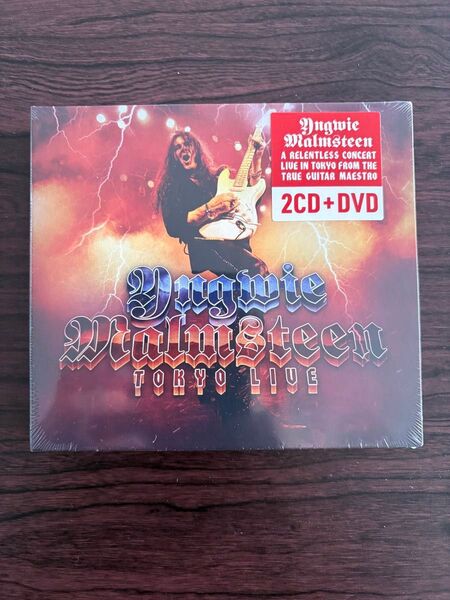 Yngwie
Malmsteen
A RELENTLESS CONCERT
LIVE IN TOKYO FROM THE
TRUE GUITAR MAESTRO
2CD + DVD
Yngwie
Malmsteen
TOKYO LIVE